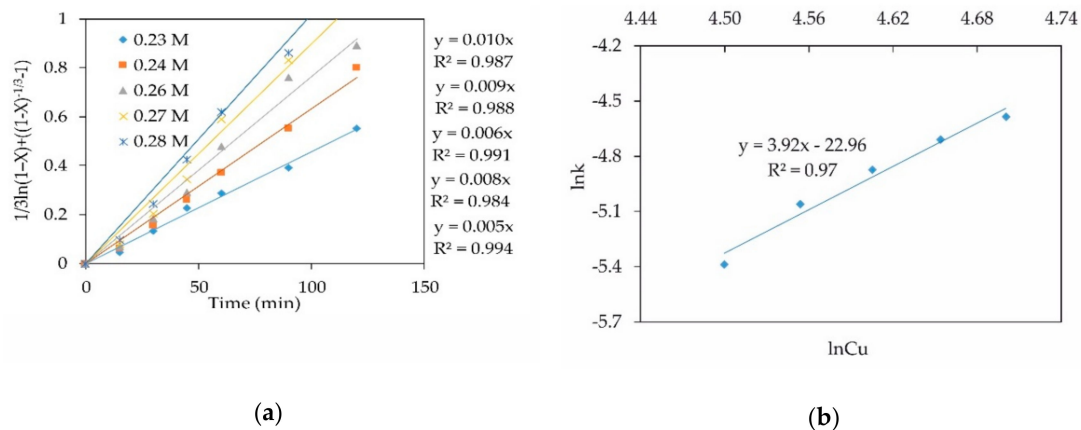 1/3ln(1−X)+((1-X)-1/3-1)
1
0.8
0.6
0.4
0.2
0
0.23 M
0.24 M
0.26 M
0.27 M
0.28 M
y = 0.010x
R² = 0.987
y = 0.009x
R² = 0.988
y = 0.006x
R² = 0.991
y = 0.008x
R² = 0.984
y = 0.005x
R² = 0.994
0 50 100 150
Time (min)
(a)
4.44 4.50 4.56 4.62 4.68 4.74
lnk
-4.2
-4.5
-4.8
-5.1
-5.4
-5.7
y = 3.92x - 22.96
R² = 0.97
lnCu
(b)